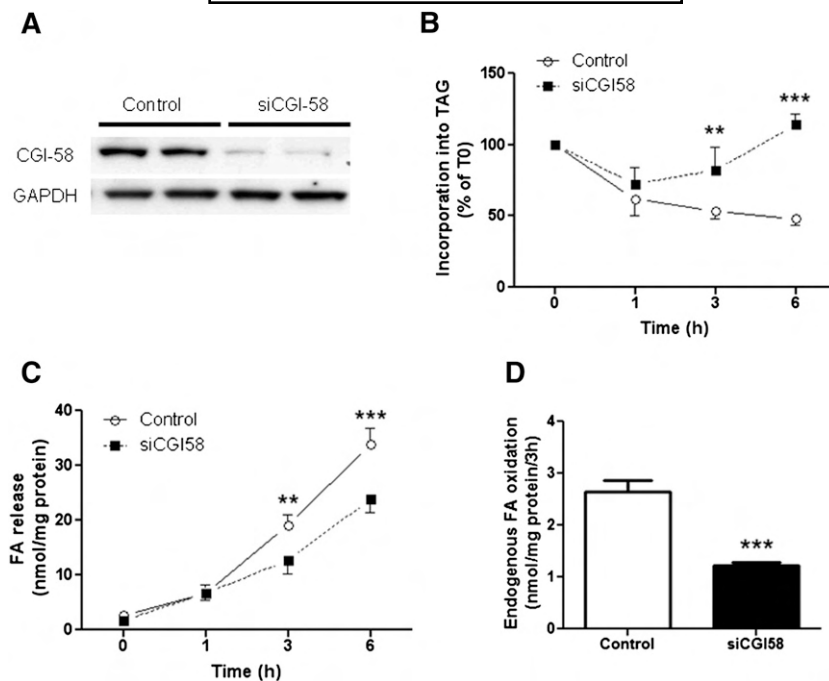 A
Control
siCGI-58
CGI-58
GAPDH
B
Control
siCGI58
Incorporation into TAG
(% of T0)
150
100
50
0
**
***
0
1
3
6
Time (h)
C
Control
siCGI58
FA release
(nmol/mg protein)
40
30
20
10
0
**
***
0
1
3
6
Time (h)
D
Endogenous FA oxidation
(nmol/mg protein/3h)
4
3
2
1
0
***
Control
siCGI58